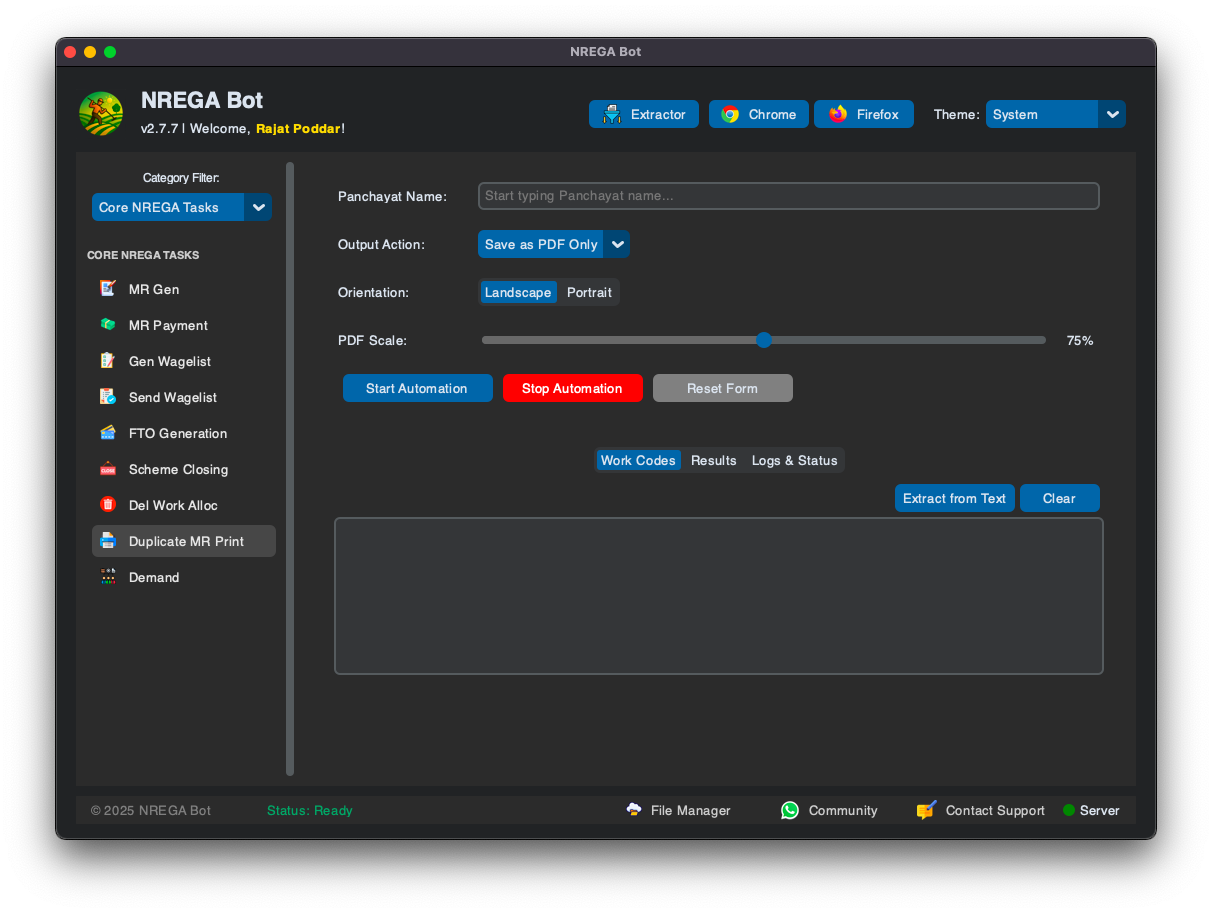 NREGA Bot
NREGA Bot
v2.7.7 | Welcome, Rajat Poddar!
Extractor
Chrome
Firefox
Theme:
System
Category Filter:
Core NREGA Tasks
CORE NREGA TASKS
MR Gen
MR Payment
Gen Wagelist
Send Wagelist
FTO Generation
Scheme Closing
Del Work Alloc
Duplicate MR Print
Demand
Panchayat Name:
Start typing Panchayat name...
Output Action:
Save as PDF Only
Orientation:
Landscape
Portrait
PDF Scale:
75%
Start Automation
Stop Automation
Reset Form
Work Codes
Results
Logs & Status
Extract from Text
Clear
© 2025 NREGA Bot
Status: Ready
File Manager
Community
Contact Support
Server